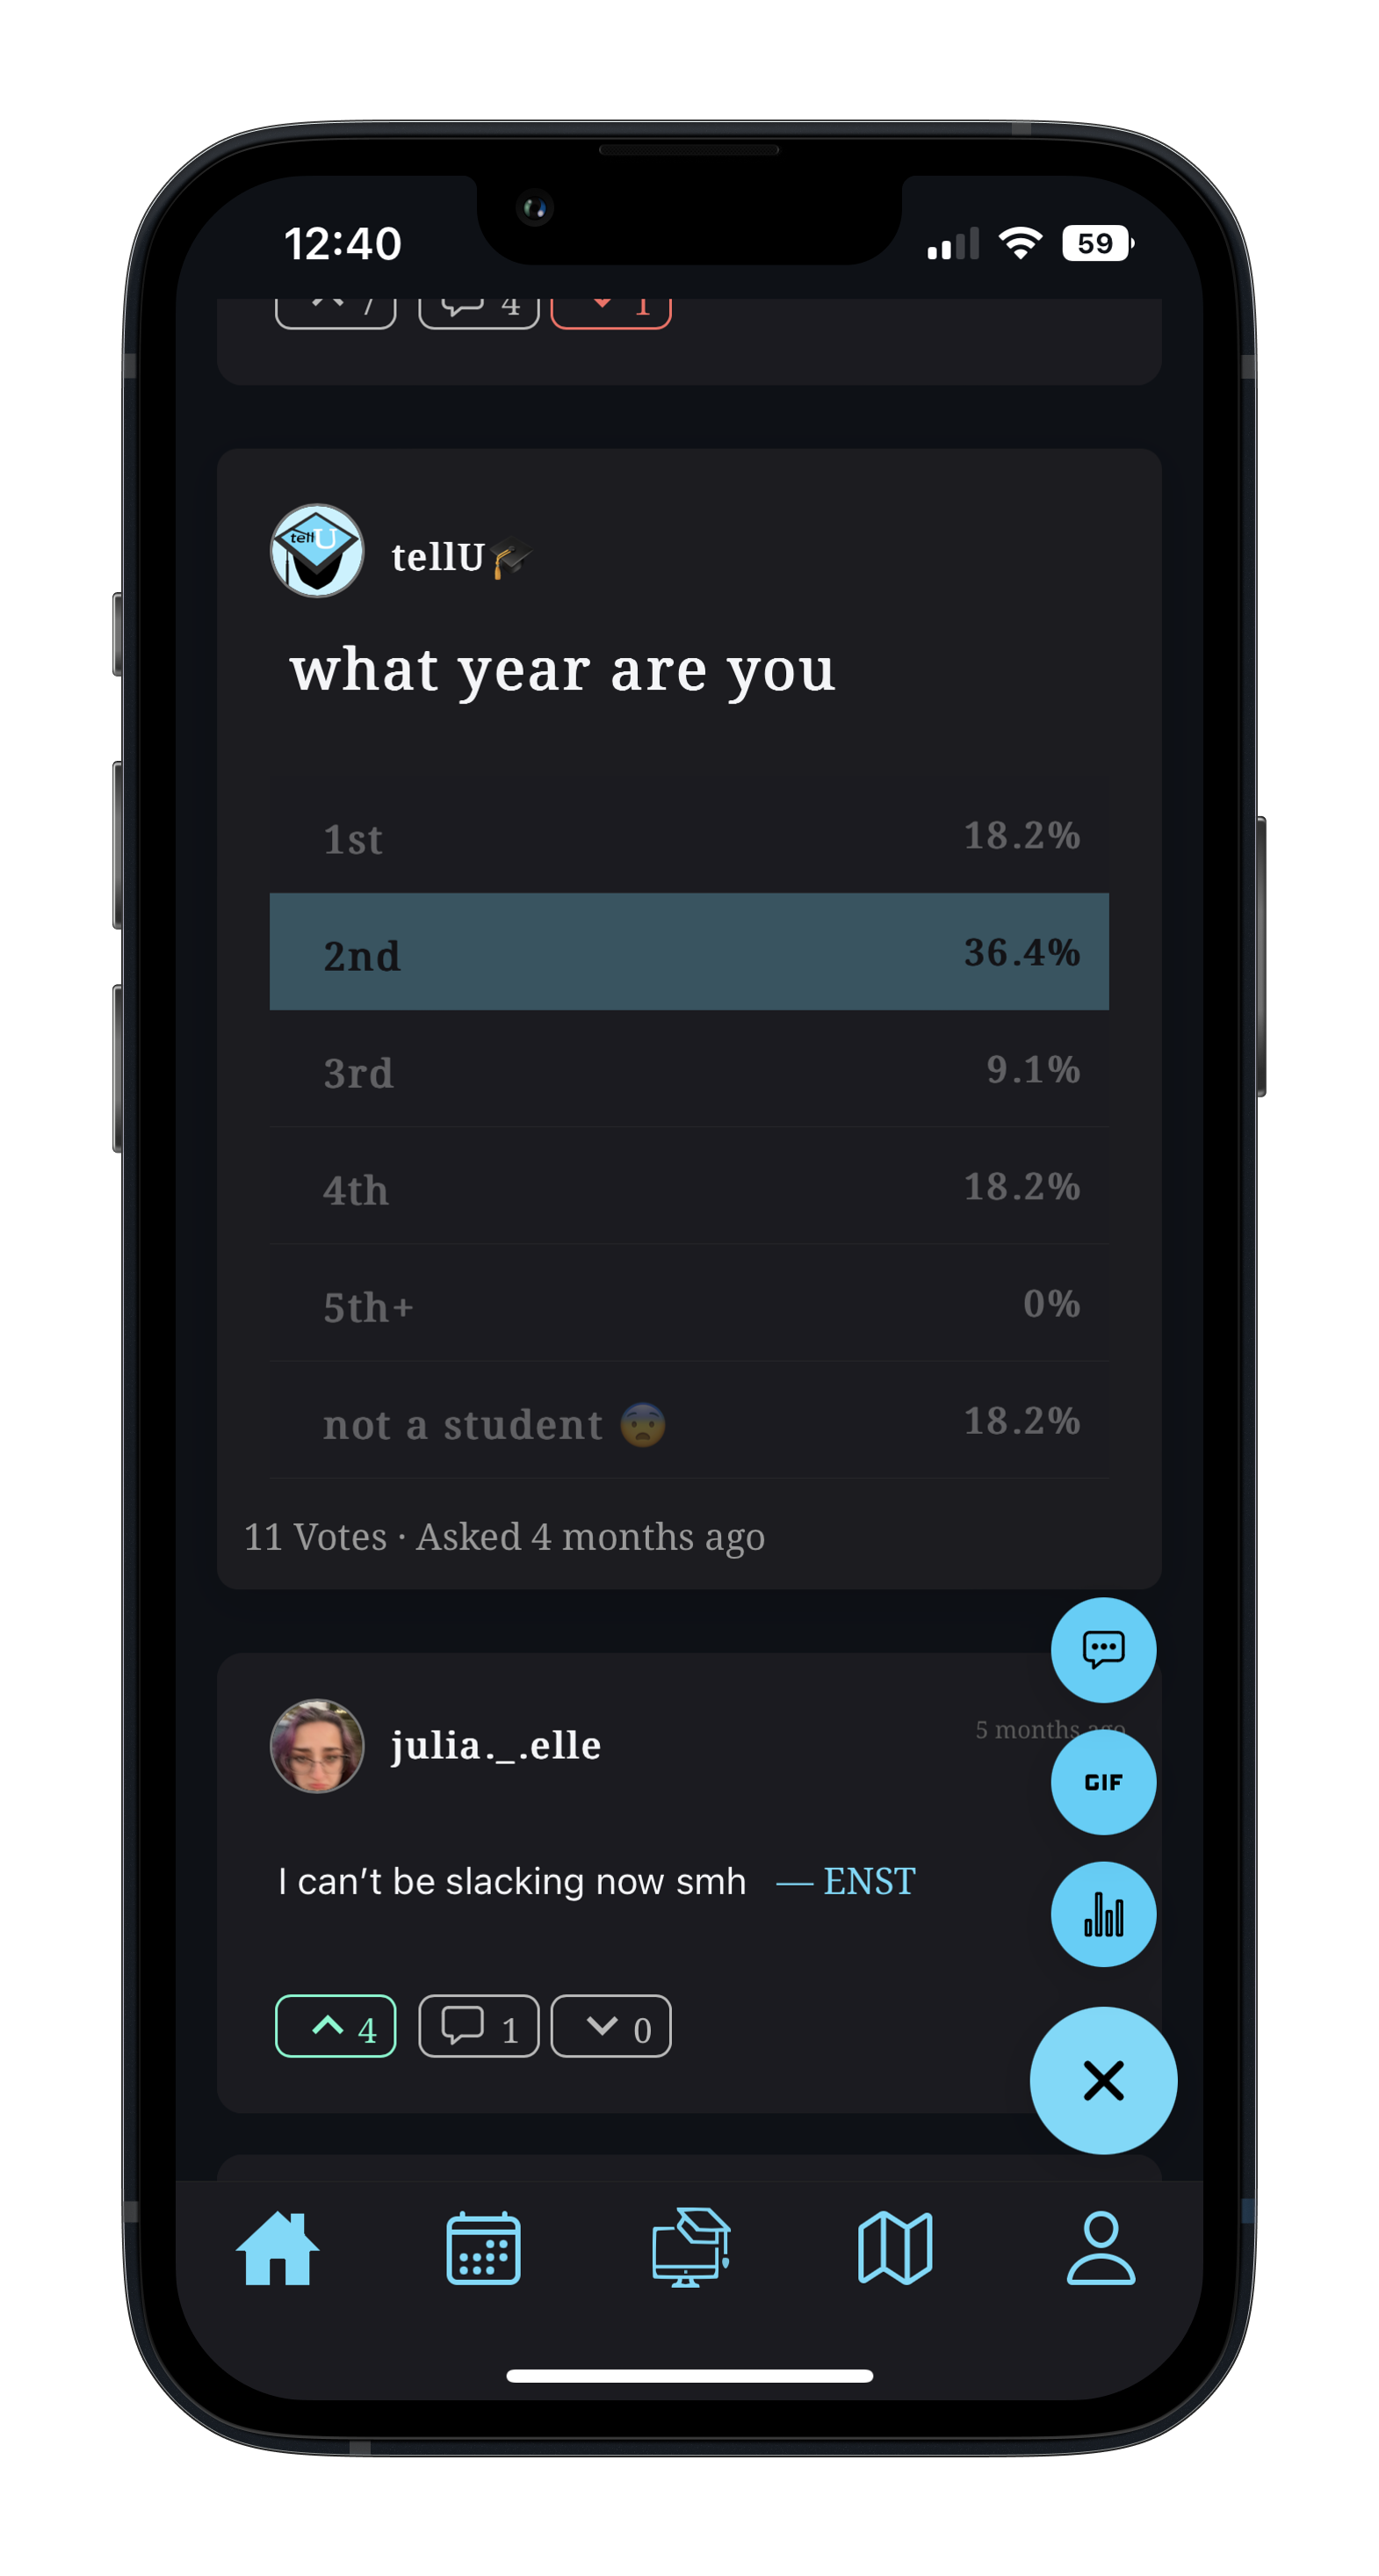 12:40
59
7 4 1
tellU
tellU🎓
what year are you
1st 18.2%
2nd 36.4%
3rd 9.1%
4th 18.2%
5th+ 0%
not a student 😨 18.2%
11 Votes · Asked 4 months ago
julia._.elle
5 months ago
GIF
I can’t be slacking now smh — ENST
4 1 0